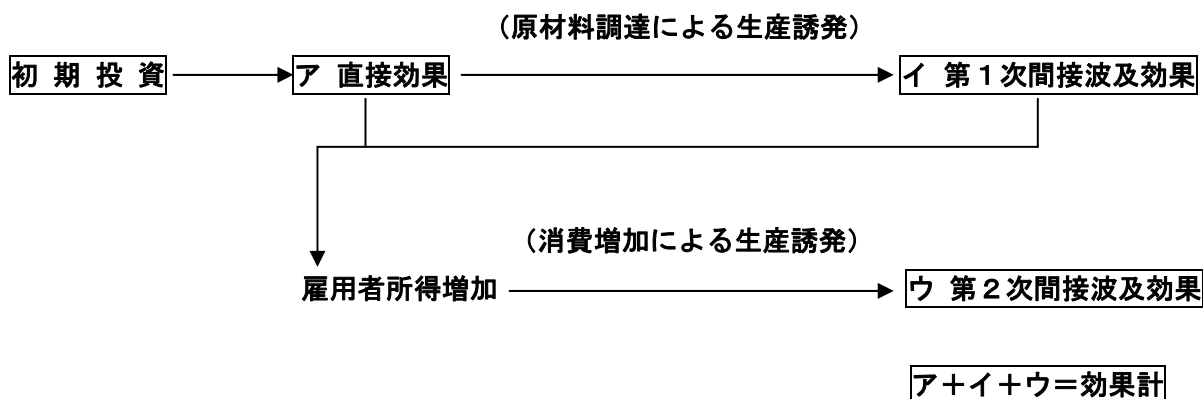 （原材料調達による生産誘発）
初 期 投 資
ア 直接効果
イ 第１次間接波及効果
（消費増加による生産誘発）
雇用者所得増加
ウ 第２次間接波及効果
ア＋イ＋ウ＝効果計